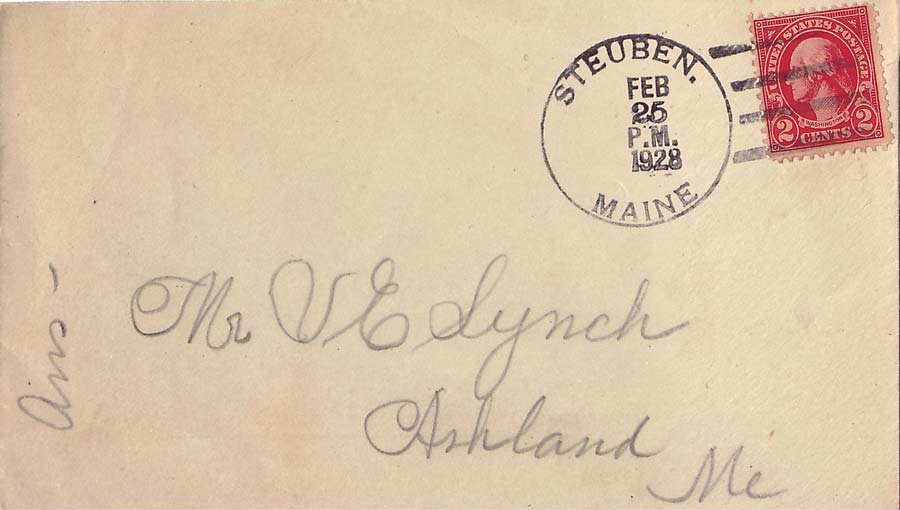 STEUBEN.
FEB
25
P.M.
1928
MAINE
UNITED STATES POSTAGE
WASHINGTON
2 CENTS 2
Mr V E Lynch
Ashland
Me
Ans -